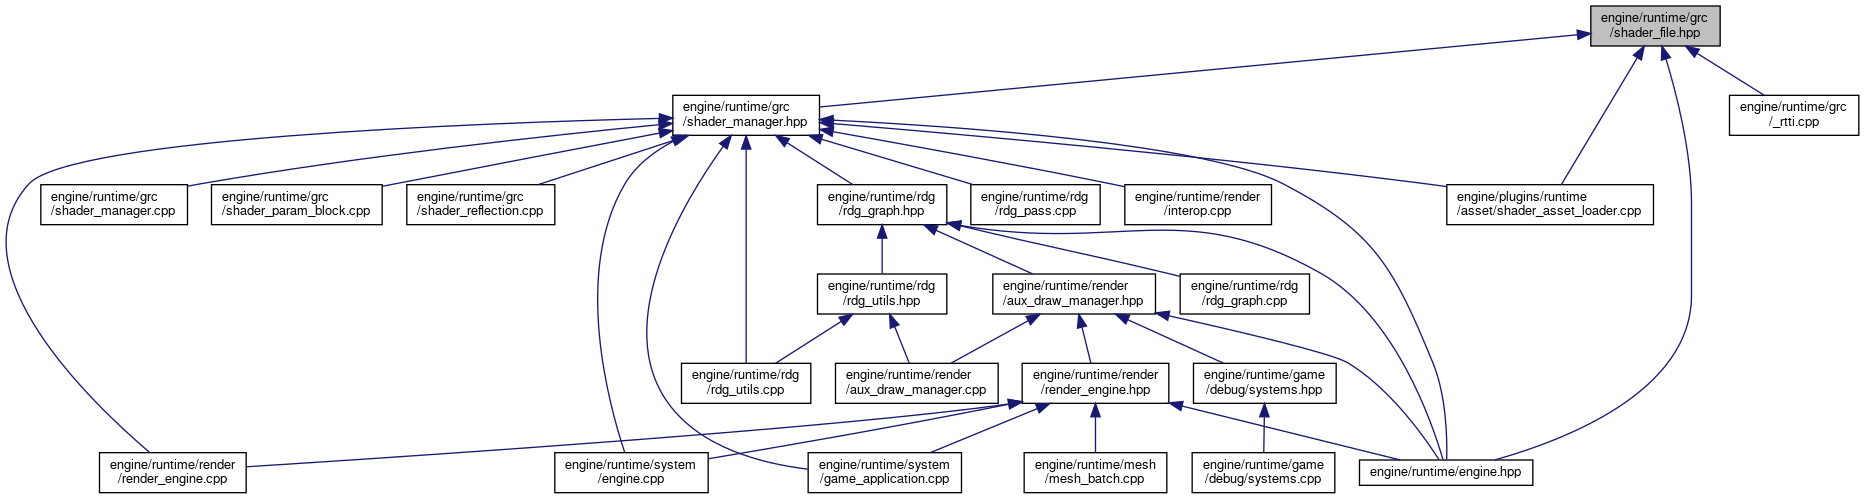 engine/runtime/grc
/shader_file.hpp
engine/runtime/grc
/shader_manager.hpp
engine/runtime/grc
/_rtti.cpp
engine/runtime/grc
/shader_manager.cpp
engine/runtime/grc
/shader_param_block.cpp
engine/runtime/grc
/shader_reflection.cpp
engine/runtime/rdg
/rdg_graph.hpp
engine/runtime/rdg
/rdg_pass.cpp
engine/runtime/render
/interop.cpp
engine/plugins/runtime
/asset/shader_asset_loader.cpp
engine/runtime/rdg
/rdg_utils.hpp
engine/runtime/render
/aux_draw_manager.hpp
engine/runtime/rdg
/rdg_graph.cpp
engine/runtime/rdg
/rdg_utils.cpp
engine/runtime/render
/aux_draw_manager.cpp
engine/runtime/render
/render_engine.hpp
engine/runtime/game
/debug/systems.hpp
engine/runtime/render
/render_engine.cpp
engine/runtime/system
/engine.cpp
engine/runtime/system
/game_application.cpp
engine/runtime/mesh
/mesh_batch.cpp
engine/runtime/game
/debug/systems.cpp
engine/runtime/engine.hpp